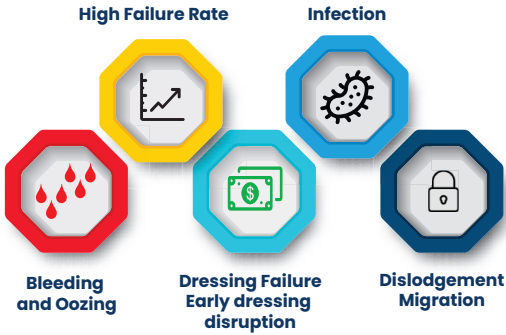 High Failure Rate
Infection
Bleeding
and Oozing
Dressing Failure
Early dressing
disruption
Dislodgement
Migration